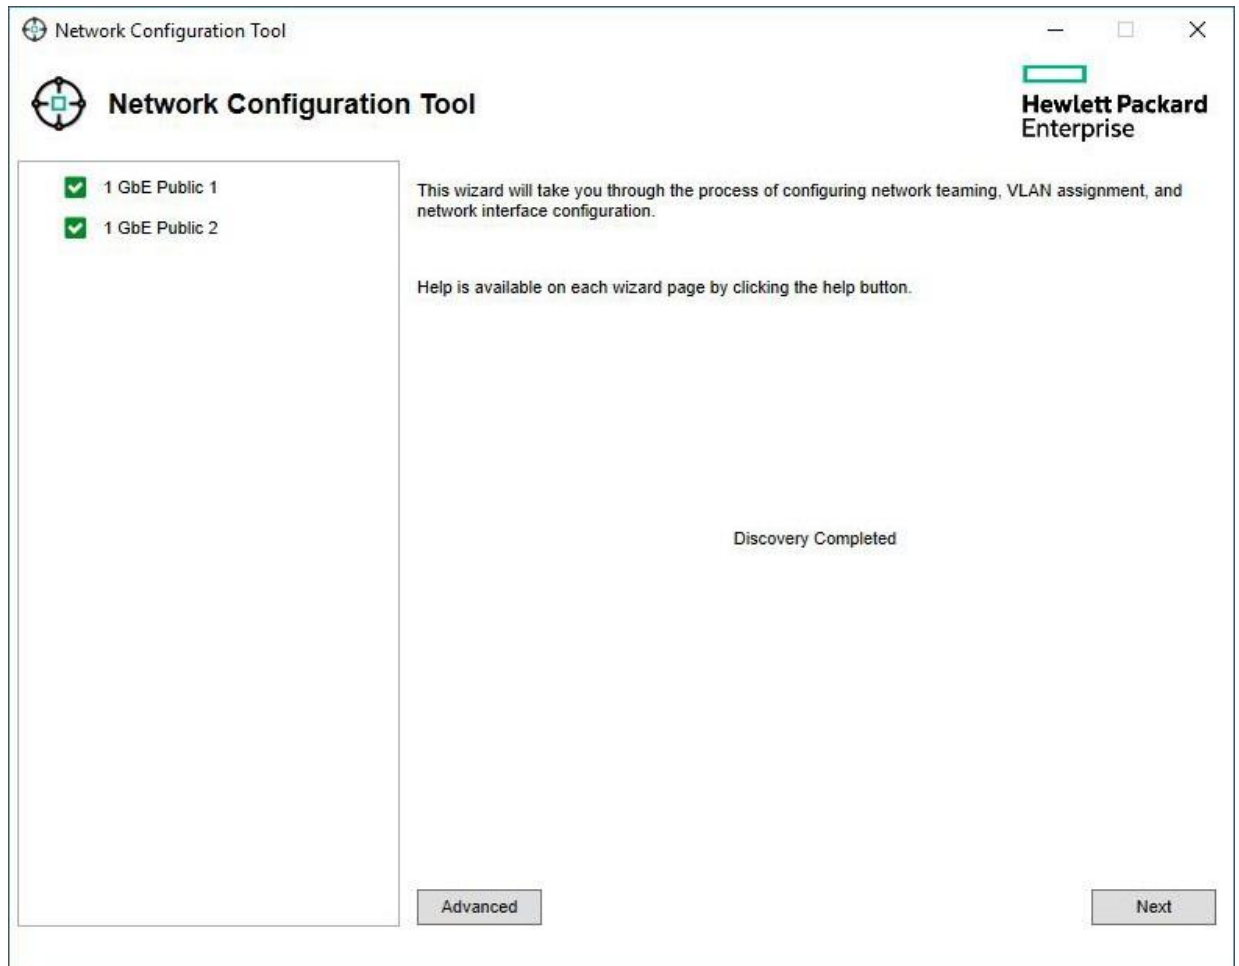 Network Configuration Tool
Network Configuration Tool
Hewlett Packard
Enterprise
1 GbE Public 1
1 GbE Public 2
This wizard will take you through the process of configuring network teaming, VLAN assignment, and
network interface configuration.
Help is available on each wizard page by clicking the help button.
Discovery Completed
Advanced
Next